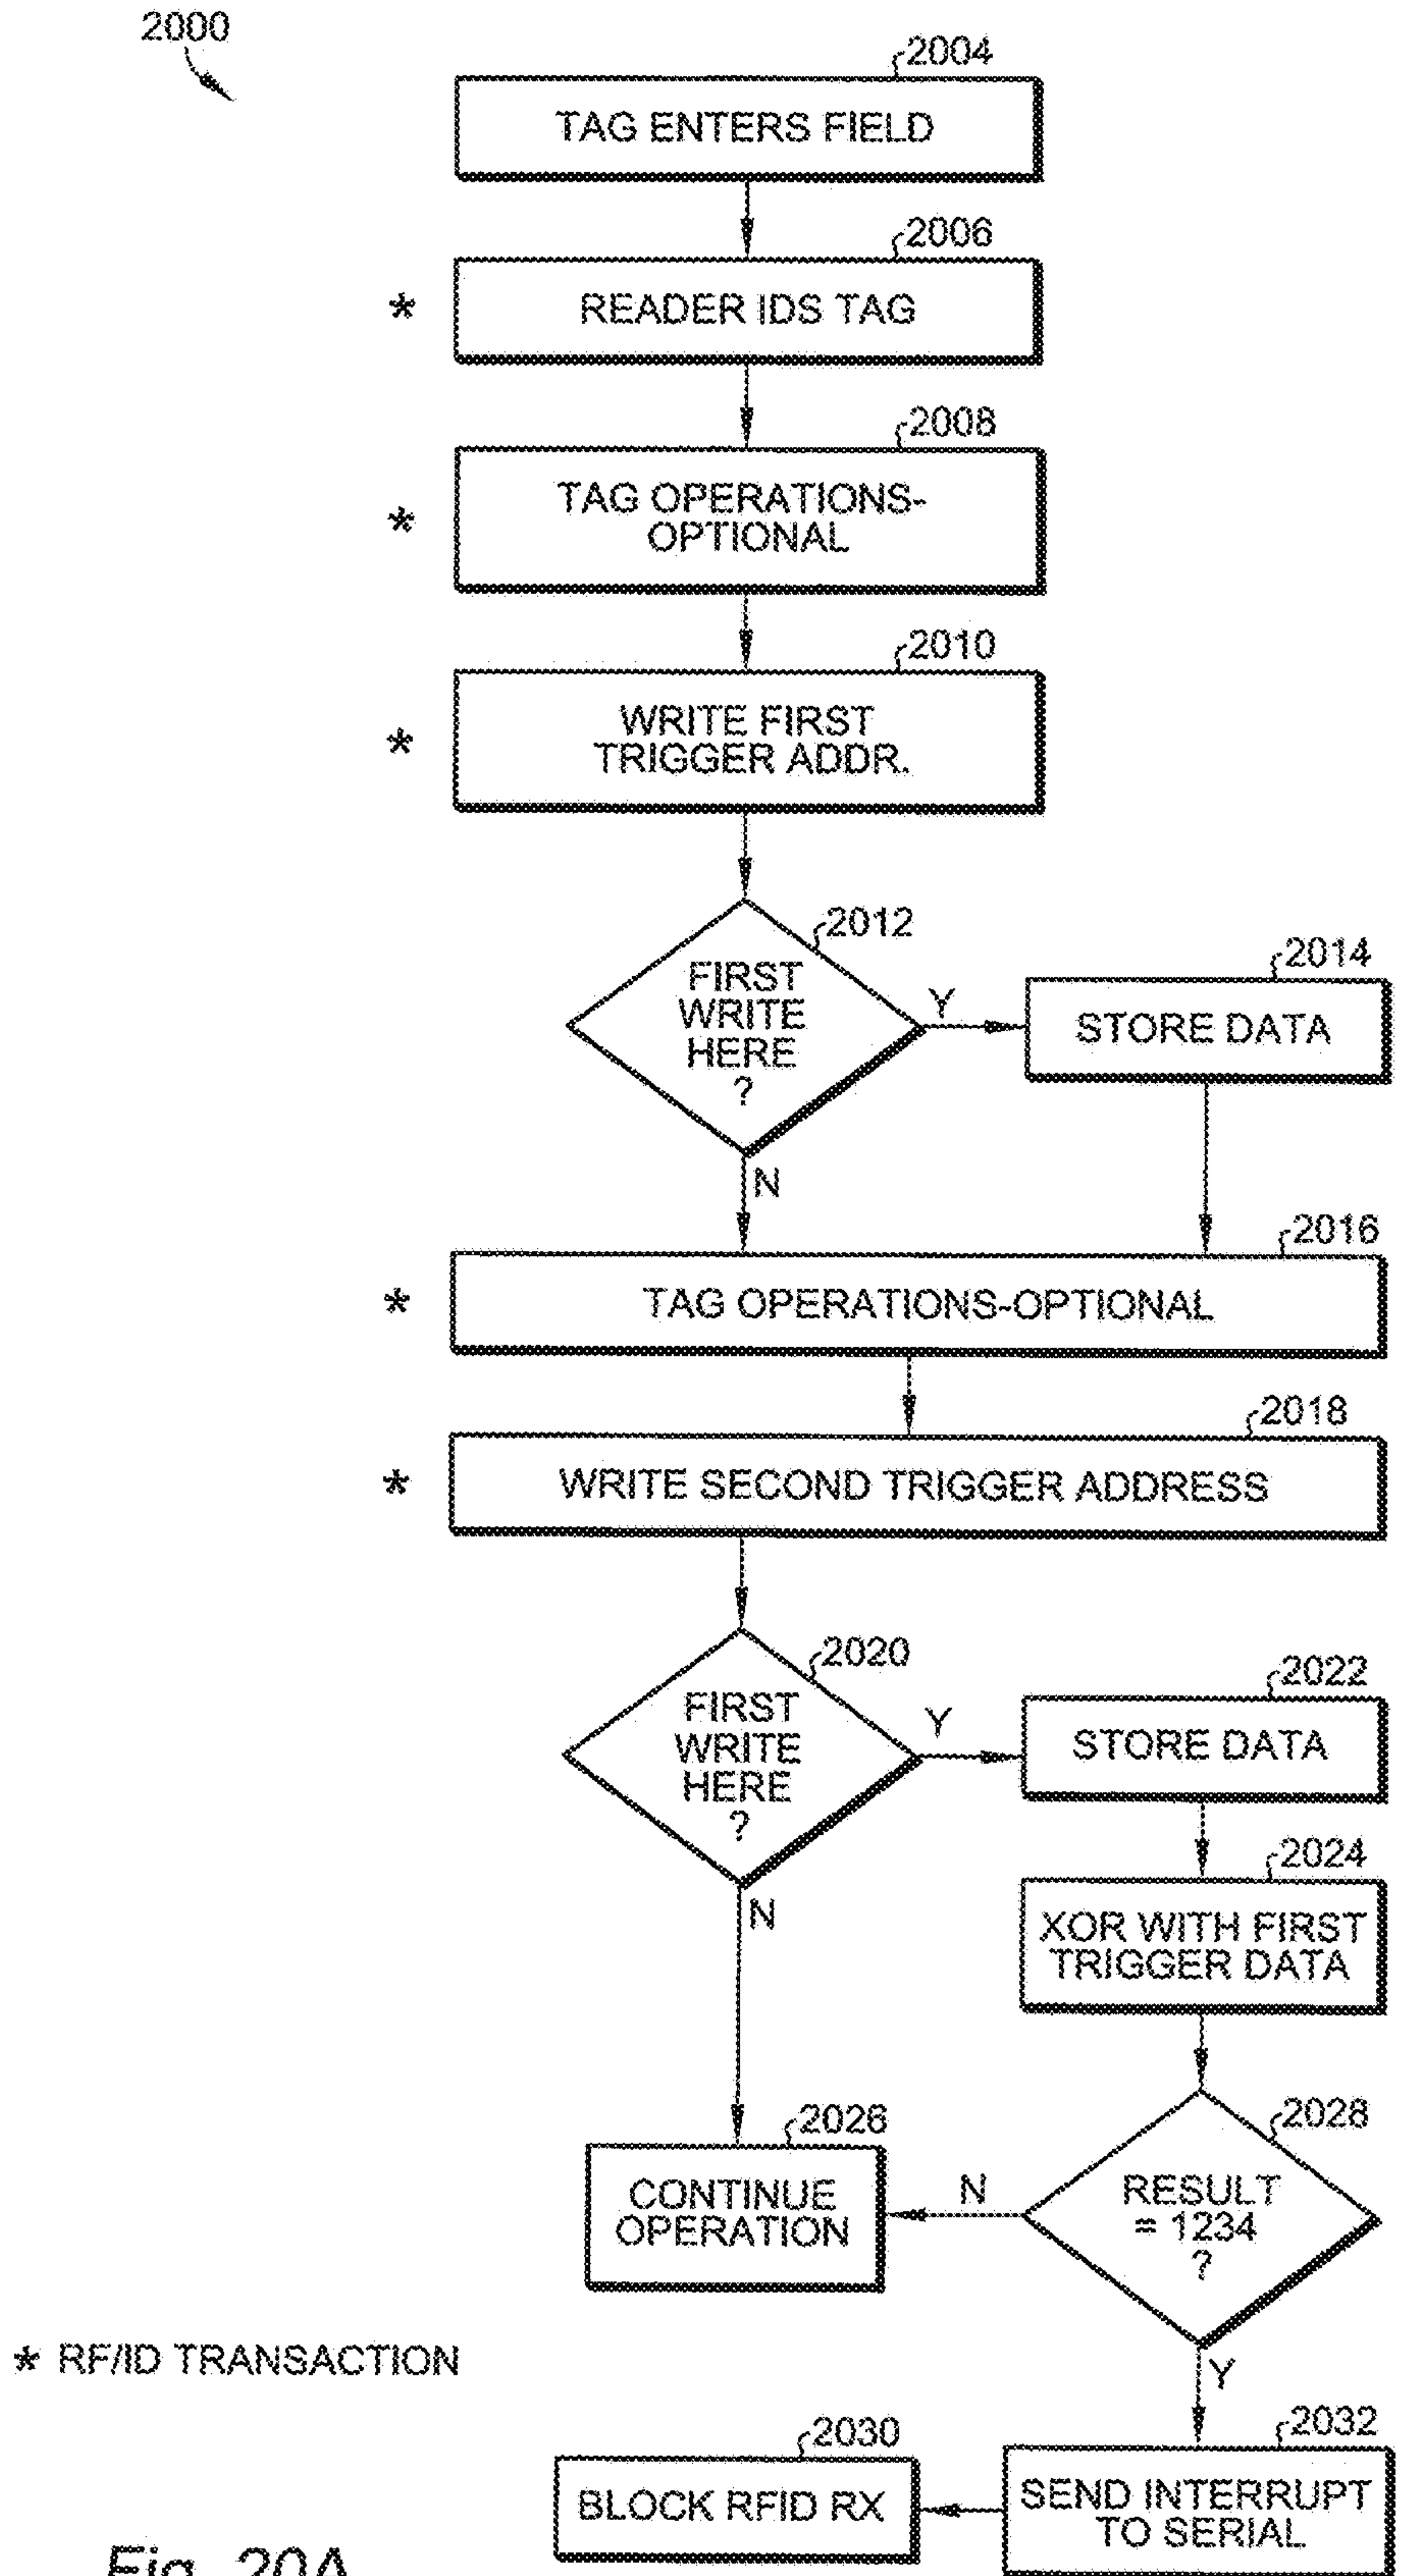 2000
2004
TAG ENTERS FIELD
2006
* READER IDS TAG
2008
* TAG OPERATIONS-
OPTIONAL
2010
* WRITE FIRST
TRIGGER ADDR.
2012
FIRST
WRITE
HERE
?
Y
2014
STORE DATA
N
2016
* TAG OPERATIONS-OPTIONAL
2018
* WRITE SECOND TRIGGER ADDRESS
2020
FIRST
WRITE
HERE
?
Y
2022
STORE DATA
2024
XOR WITH FIRST
TRIGGER DATA
N
2026
CONTINUE
OPERATION
N
2028
RESULT
= 1234
?
Y
* RF/ID TRANSACTION
2030
BLOCK RFID RX
2032
SEND INTERRUPT
TO SERIAL
Fig. 20A